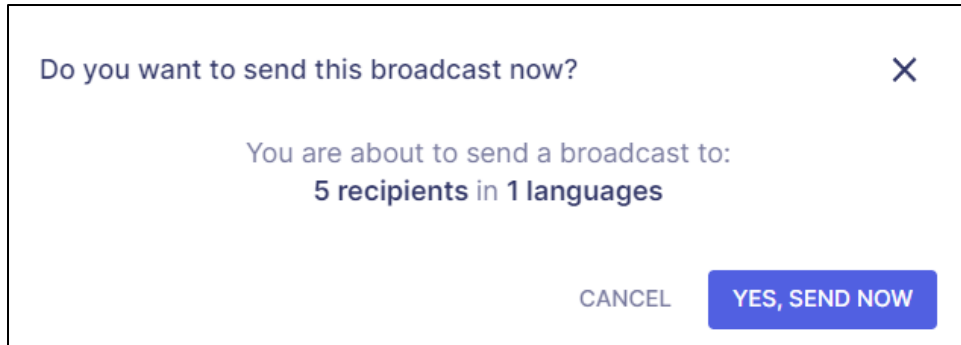 Do you want to send this broadcast now?
You are about to send a broadcast to:
5 recipients in 1 languages
CANCEL
YES, SEND NOW